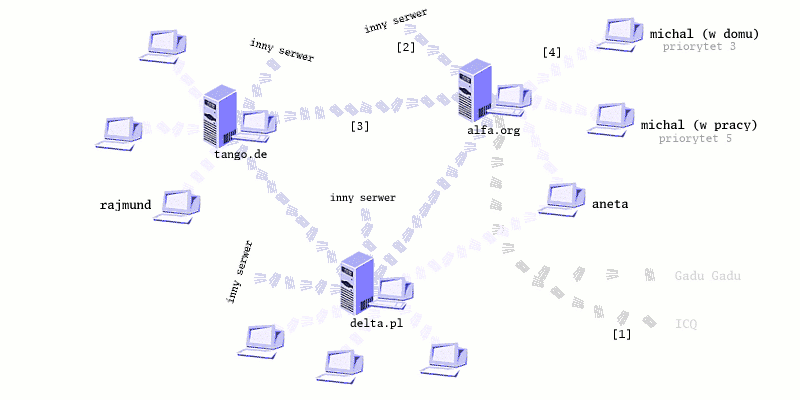 inny serwer
[2]
[4]
michal (w domu)
priorytet 3
inny serwer
[3]
alfa.org
michal (w pracy)
priorytet 5
tango.de
rajmund
inny serwer
aneta
inny serwer
Gadu Gadu
delta.pl
ICQ
[1]